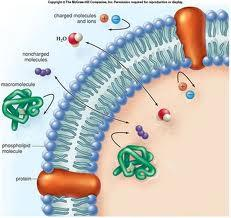 Copyright © The McGraw-Hill Companies, Inc. Permission required for reproduction or display.
charged molecules
and ions
+
−
H₂O
noncharged
molecules
macromolecule
phospholipid
molecule
protein